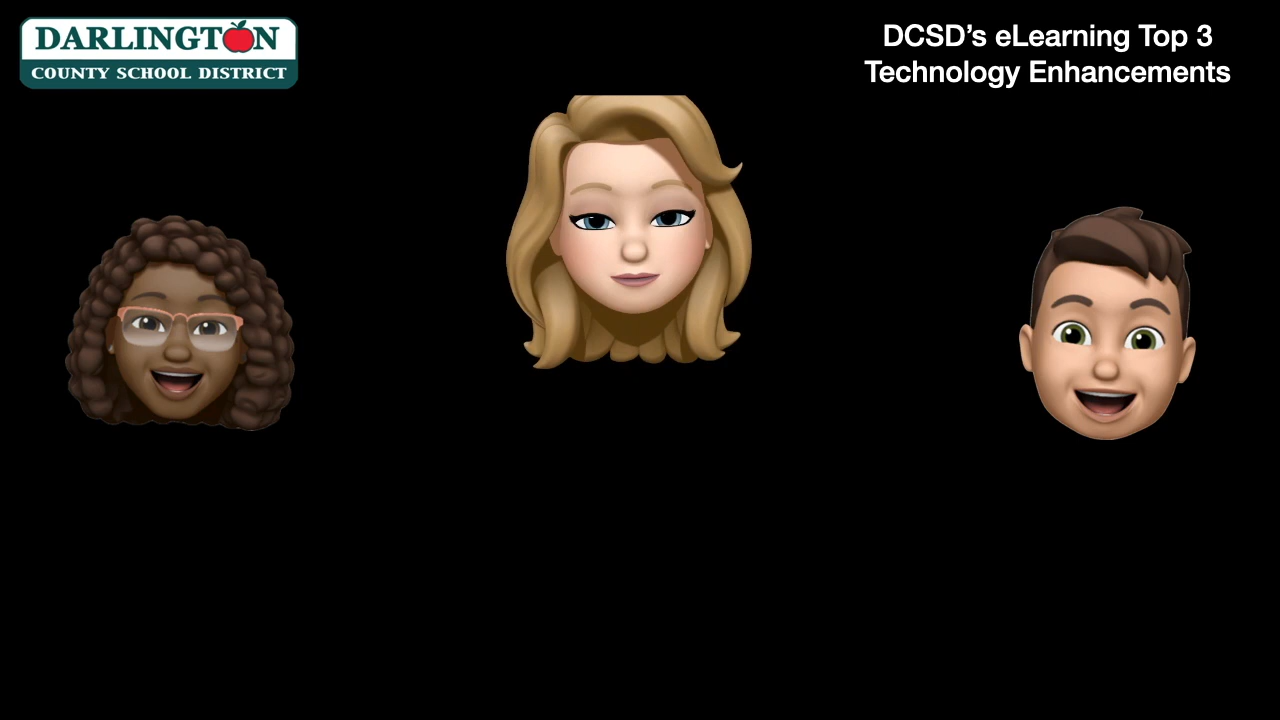 DARLINGTON
COUNTY SCHOOL DISTRICT
DCSD’s eLearning Top 3
Technology Enhancements